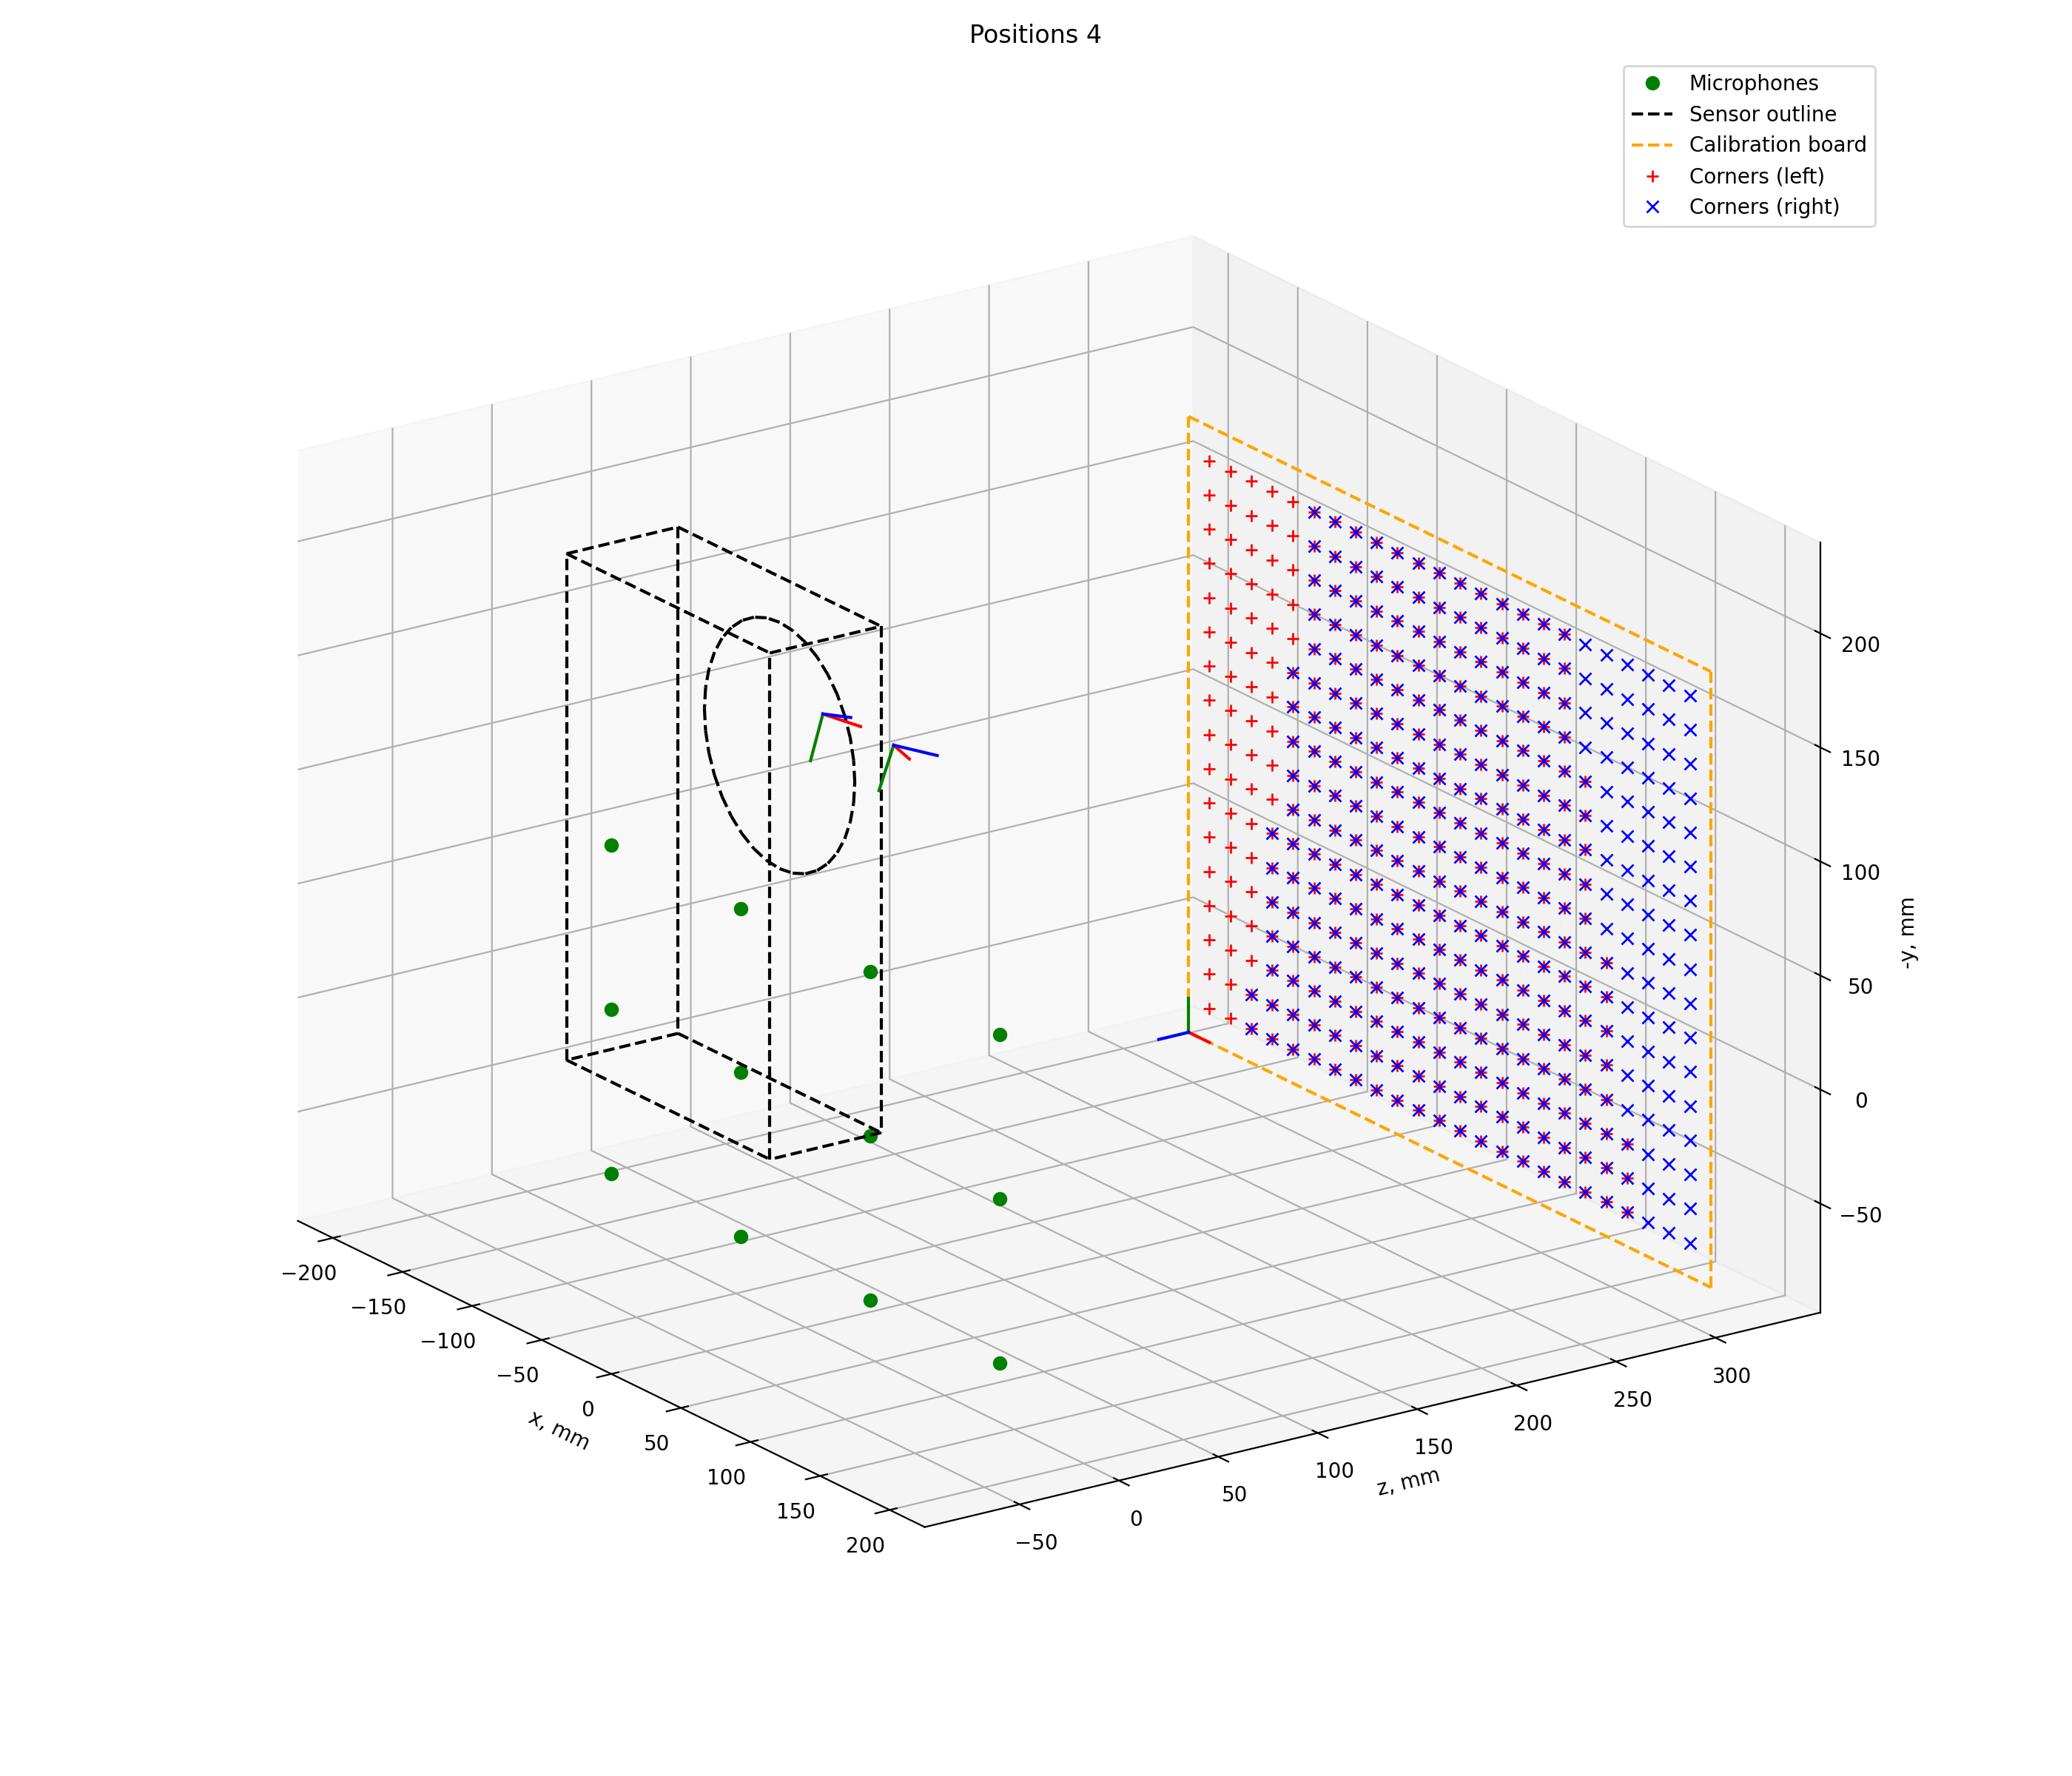 Positions 4
Microphones
Sensor outline
Calibration board
Corners (left)
Corners (right)
200
150
100
50
0
−50
-y, mm
−200
−150
−100
−50
0
50
100
150
200
x, mm
−50
0
50
100
150
200
250
300
z, mm